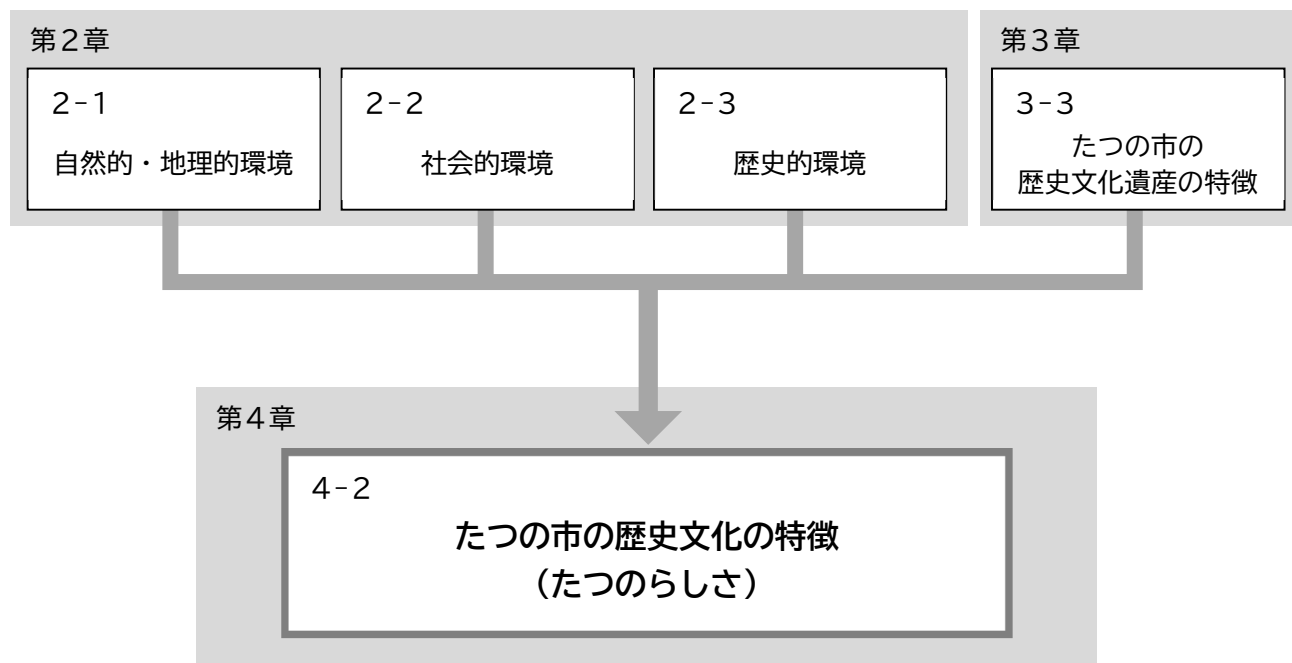 第2章
2-1
自然的・地理的環境
2-2
社会的環境
2-3
歴史的環境
第3章
3-3
たつの市の
歴史文化遺産の特徴
第4章
4-2
たつの市の歴史文化の特徴
（たつのらしさ）